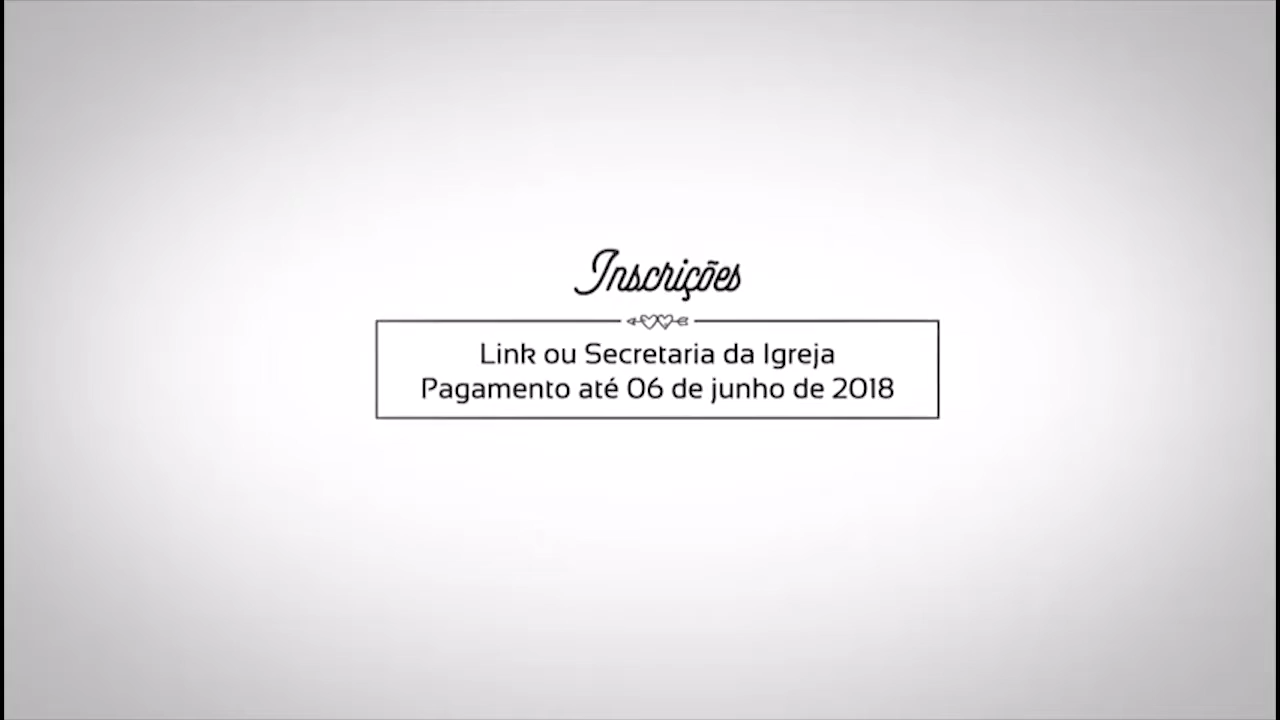 Inscrições
Link ou Secretaria da Igreja
Pagamento até 06 de junho de 2018